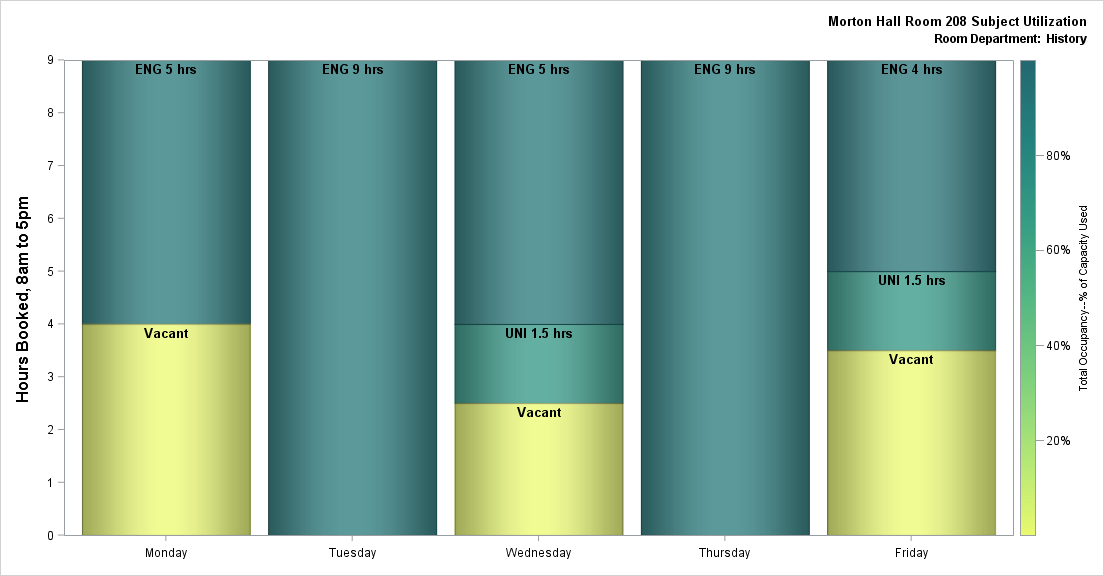 Morton Hall Room 208 Subject Utilization
Room Department: History
Hours Booked, 8am to 5pm
9
8
7
6
5
4
3
2
1
0
ENG 5 hrs
Vacant
ENG 9 hrs
ENG 5 hrs
UNI 1.5 hrs
Vacant
ENG 9 hrs
ENG 4 hrs
UNI 1.5 hrs
Vacant
Monday
Tuesday
Wednesday
Thursday
Friday
80%
60%
40%
20%
Total Occupancy--% of Capacity Used